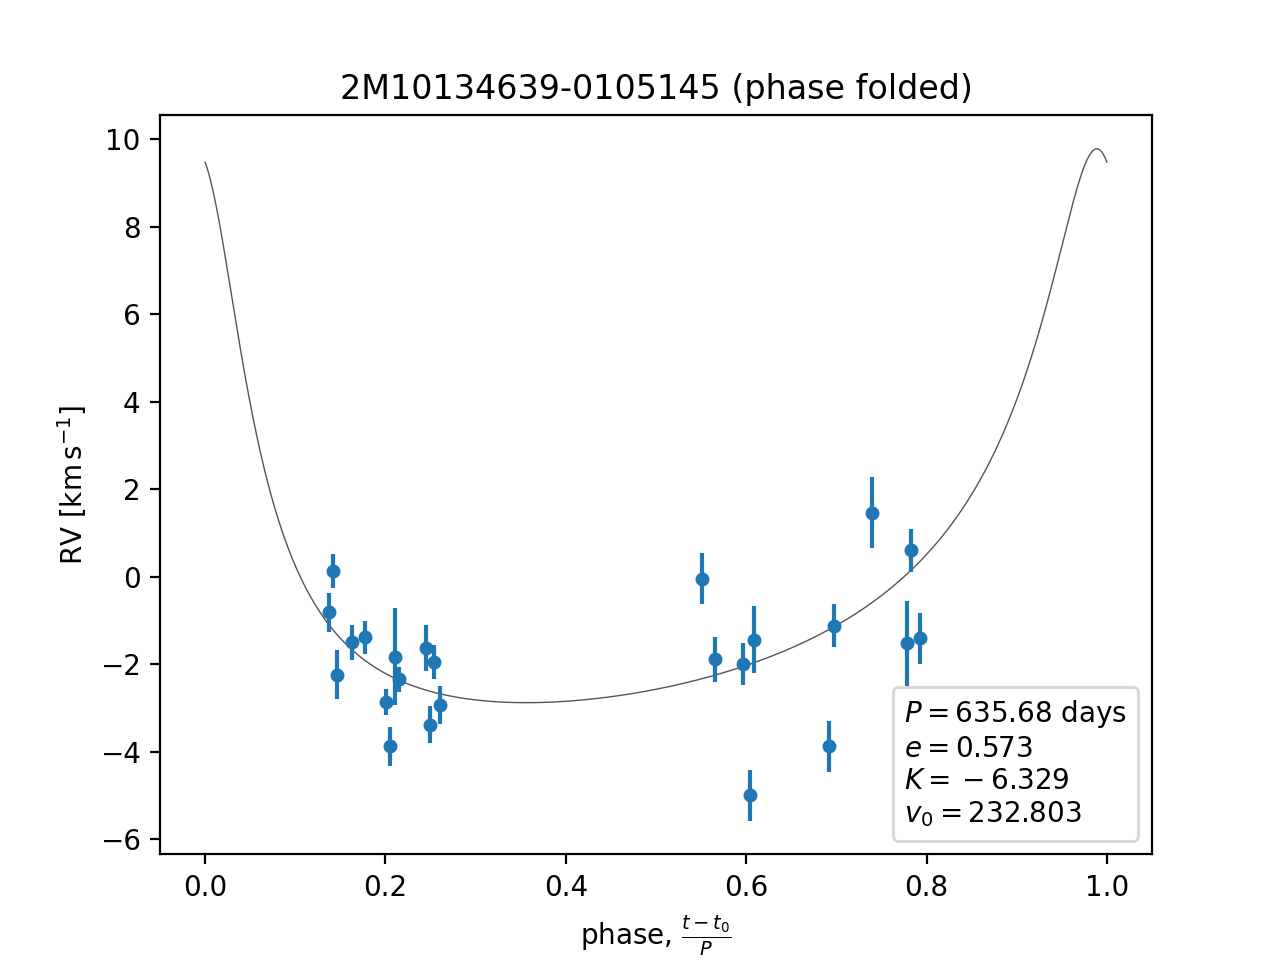 2M10134639-0105145 (phase folded)
10
8
6
4
2
0
−2
−4
−6
RV [km s⁻¹]
P = 635.68 days
e = 0.573
K = − 6.329
v₀ = 232.803
0.0 0.2 0.4 0.6 0.8 1.0
phase, (t − t₀)/P